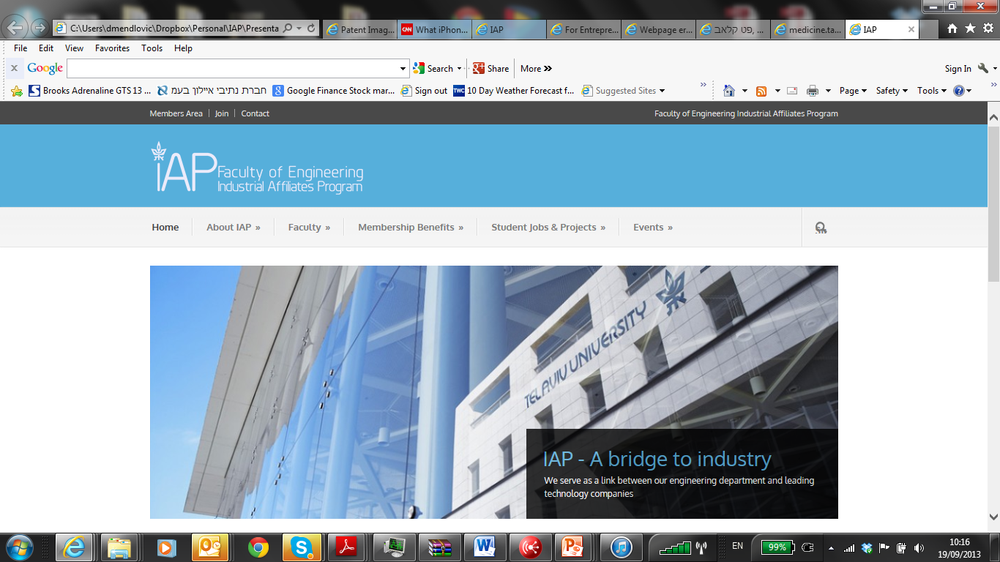 C:\Users\dmendlovic\Dropbox\Personal\IAP\Presenta
Patent Imag...
What iPhon...
IAP
For Entrepre...
Webpage er...
פט קלאב, ...
medicine.ta...
IAP
File Edit View Favorites Tools Help
x Google Search Share More » Sign In
Brooks Adrenaline GTS 13 ... חברת נתיבי איילון בעמ Google Finance Stock mar... Sign out TWC 10 Day Weather Forecast f... Suggested Sites » Page Safety Tools »
Members Area | Join | Contact Faculty of Engineering Industrial Affiliates Program
iAP Faculty of Engineering
Industrial Affiliates Program
Home About IAP » Faculty » Membership Benefits » Student Jobs & Projects » Events »
TEL AVIV UNIVERSITY
IAP - A bridge to industry
We serve as a link between our engineering department and leading
technology companies
EN 99% 10:16
19/09/2013